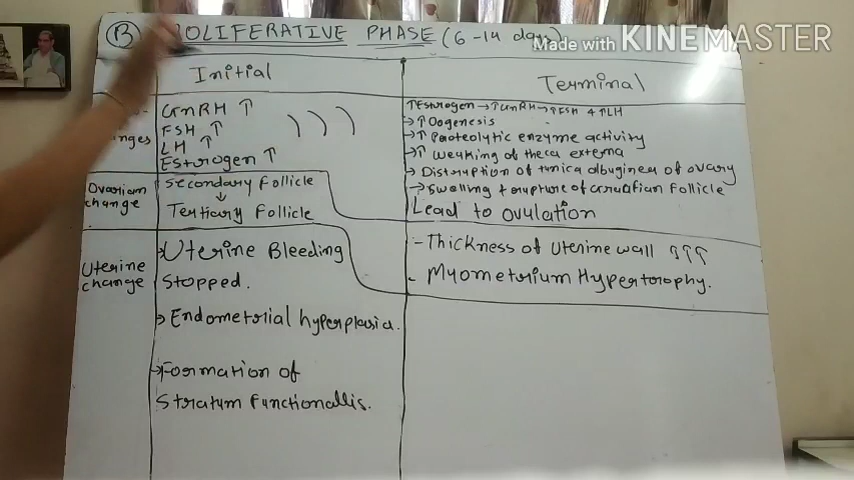 B
PROLIFERATIVE PHASE (6-14 day)
Made with KINEMASTER
Initial
Terminal
GnRH ↑
FSH ↑
LH ↑
Estrogen ↑
nges
↑Estrogen → ↑GnRH → ↑FSH & ↑LH
→ ↑ Oogenesis
→ ↑ Proteolytic enzyme activity
→ ↑ Weaking of theca externa
→ Distruption of tunica albuginea of ovary
→ Swelling & rupture of Graafian follicle
Lead to ovulation
Ovarian
change
Secondary follicle
↓
Tertiary follicle
Uterine
change
→ Uterine Bleeding
Stopped.
→ Endometrial hyperplasia.
→ Formation of
Stratum Functionallis.
- Thickness of Uterine wall ↑↑↑
- Myometrium Hypertrophy.